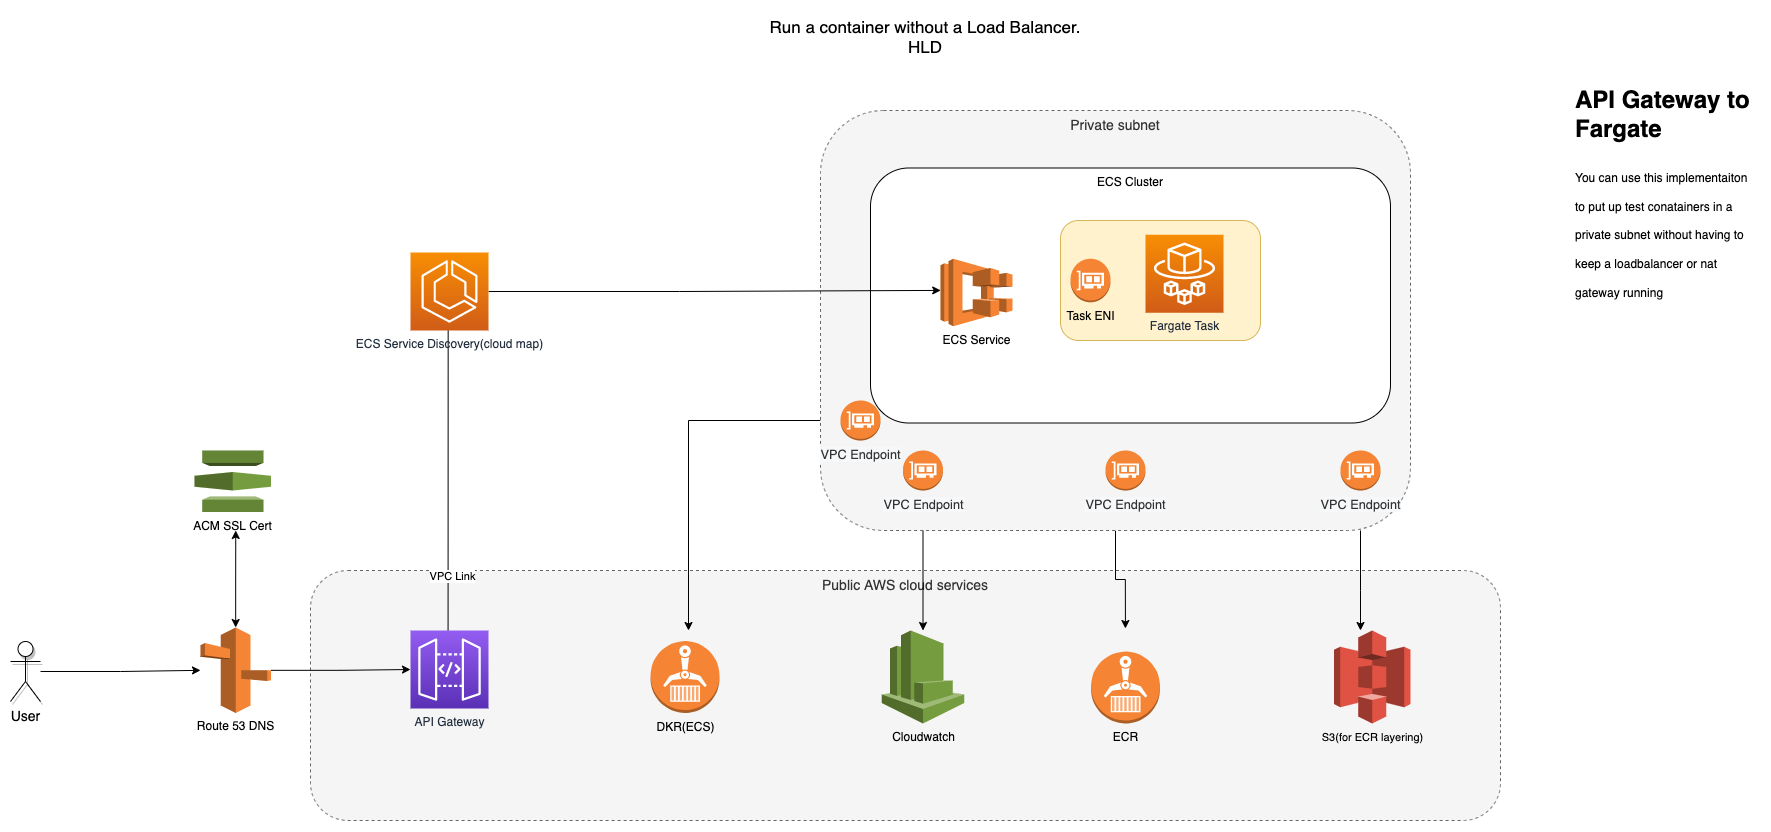 Run a container without a Load Balancer.
HLD
API Gateway to
Fargate
You can use this implementaiton
to put up test conatainers in a
private subnet without having to
keep a loadbalancer or nat
gateway running
Private subnet
ECS Cluster
Task ENI
Fargate Task
ECS Service
ECS Service Discovery(cloud map)
VPC Endpoint
VPC Endpoint
VPC Endpoint
VPC Endpoint
ACM SSL Cert
VPC Link
Public AWS cloud services
</>
User
Route 53 DNS
API Gateway
DKR(ECS)
Cloudwatch
ECR
S3(for ECR layering)